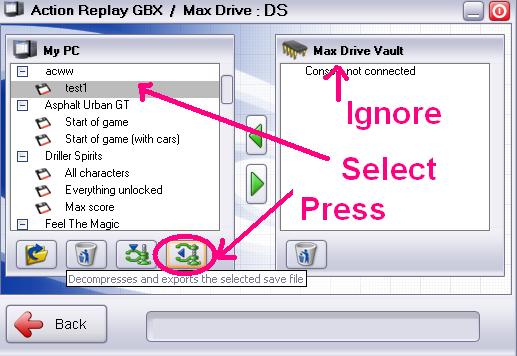 Action Replay GBX / Max Drive : DS
My PC
acww
test1
Asphalt Urban GT
Start of game
Start of game (with cars)
Driller Spirits
All characters
Everything unlocked
Max score
Feel The Magic
Decompresses and exports the selected save file
Max Drive Vault
not connected
Ignore
Select
Press
Back